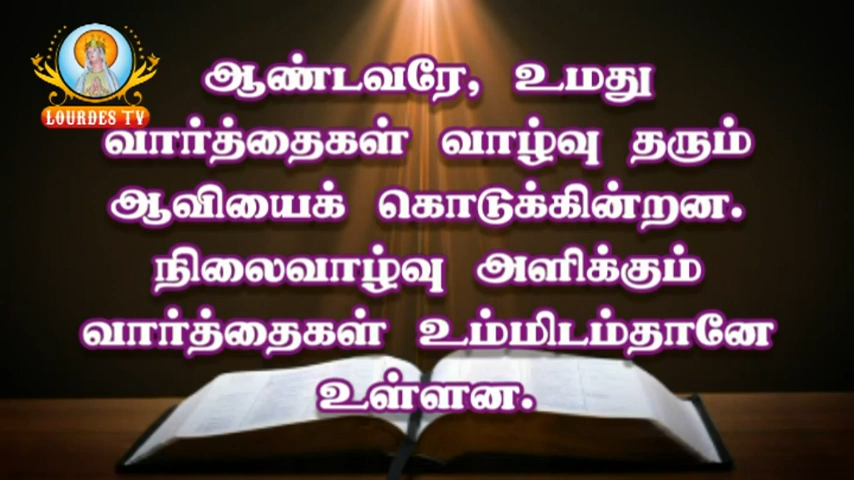 LOURDES TV
ஆண்டவரே, உமது
வார்த்தைகள் வாழ்வு தரும்
ஆவியைக் கொடுக்கின்றன.
நிலைவாழ்வு அளிக்கும்
வார்த்தைகள் உம்மிடம்தானே
உள்ளன.